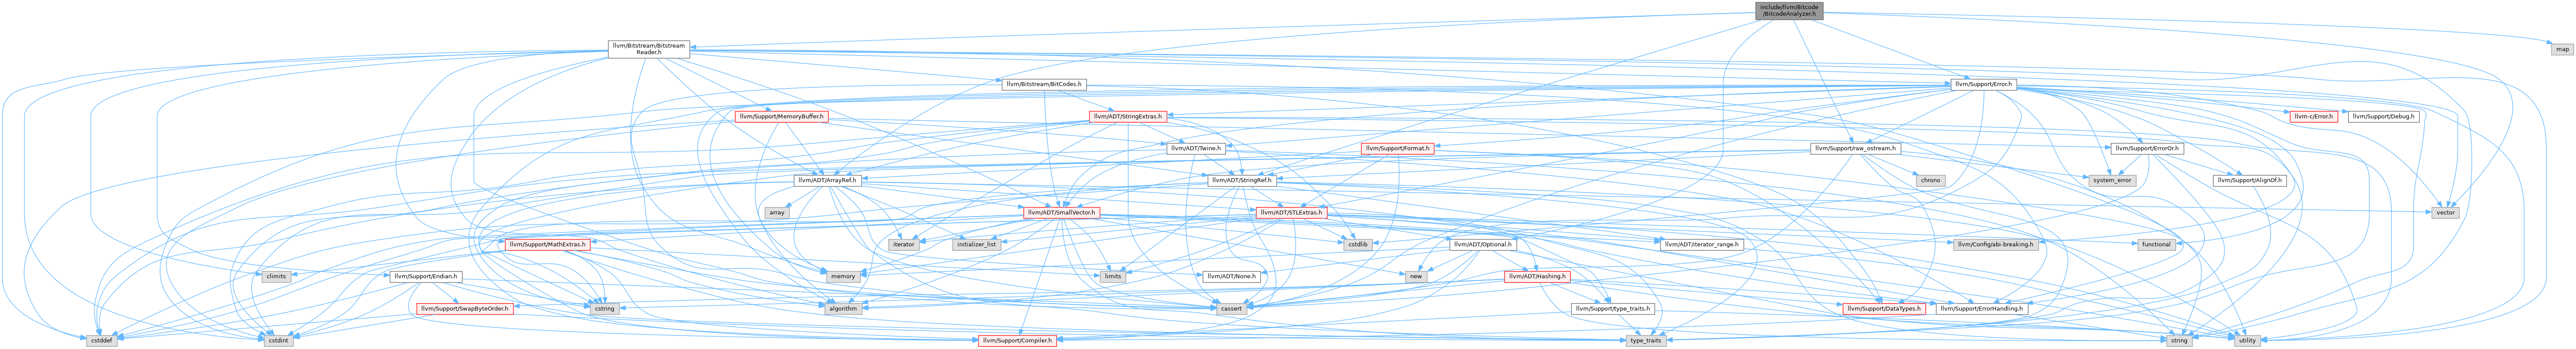 include/llvm/Bitcode
/BitcodeAnalyzer.h
llvm/Bitstream/Bitstream
Reader.h
map
llvm/Bitstream/BitCodes.h
llvm/Support/Error.h
llvm/Support/MemoryBuffer.h
llvm/ADT/StringExtras.h
llvm-c/Error.h
llvm/Support/Debug.h
llvm/ADT/Twine.h
llvm/Support/Format.h
llvm/Support/raw_ostream.h
llvm/Support/ErrorOr.h
llvm/ADT/ArrayRef.h
llvm/ADT/StringRef.h
chrono
system_error
llvm/Support/AlignOf.h
array
llvm/ADT/SmallVector.h
llvm/ADT/STLExtras.h
vector
llvm/Support/MathExtras.h
iterator
initializer_list
cstdlib
llvm/ADT/Optional.h
llvm/ADT/iterator_range.h
llvm/Config/abi-breaking.h
functional
climits
llvm/Support/Endian.h
memory
limits
llvm/ADT/None.h
new
llvm/ADT/Hashing.h
llvm/Support/SwapByteOrder.h
cstring
algorithm
cassert
llvm/Support/type_traits.h
llvm/Support/DataTypes.h
llvm/Support/ErrorHandling.h
cstddef
cstdint
llvm/Support/Compiler.h
type_traits
string
utility